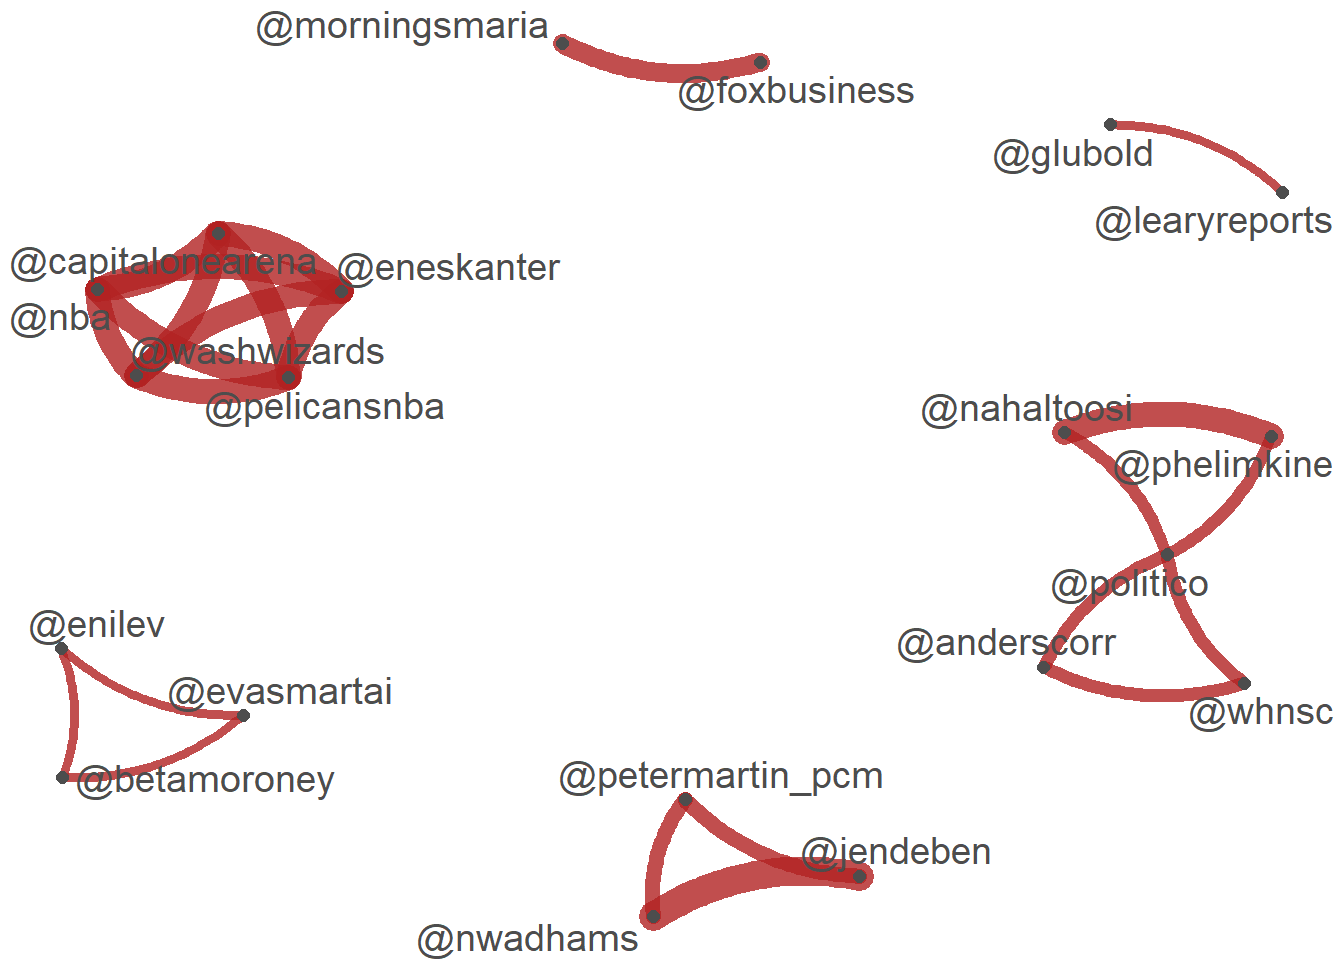 @morningsmaria
@foxbusiness
@glubold
@learyreports
@capitalonearena
@eneskanter
@nba
@washwizards
@pelicansnba
@nahaltoosi
@phelimkine
@politico
@anderscorr
@whnsc
@enilev
@evasmartai
@betamoroney
@petermartin_pcm
@jendeben
@nwadhams